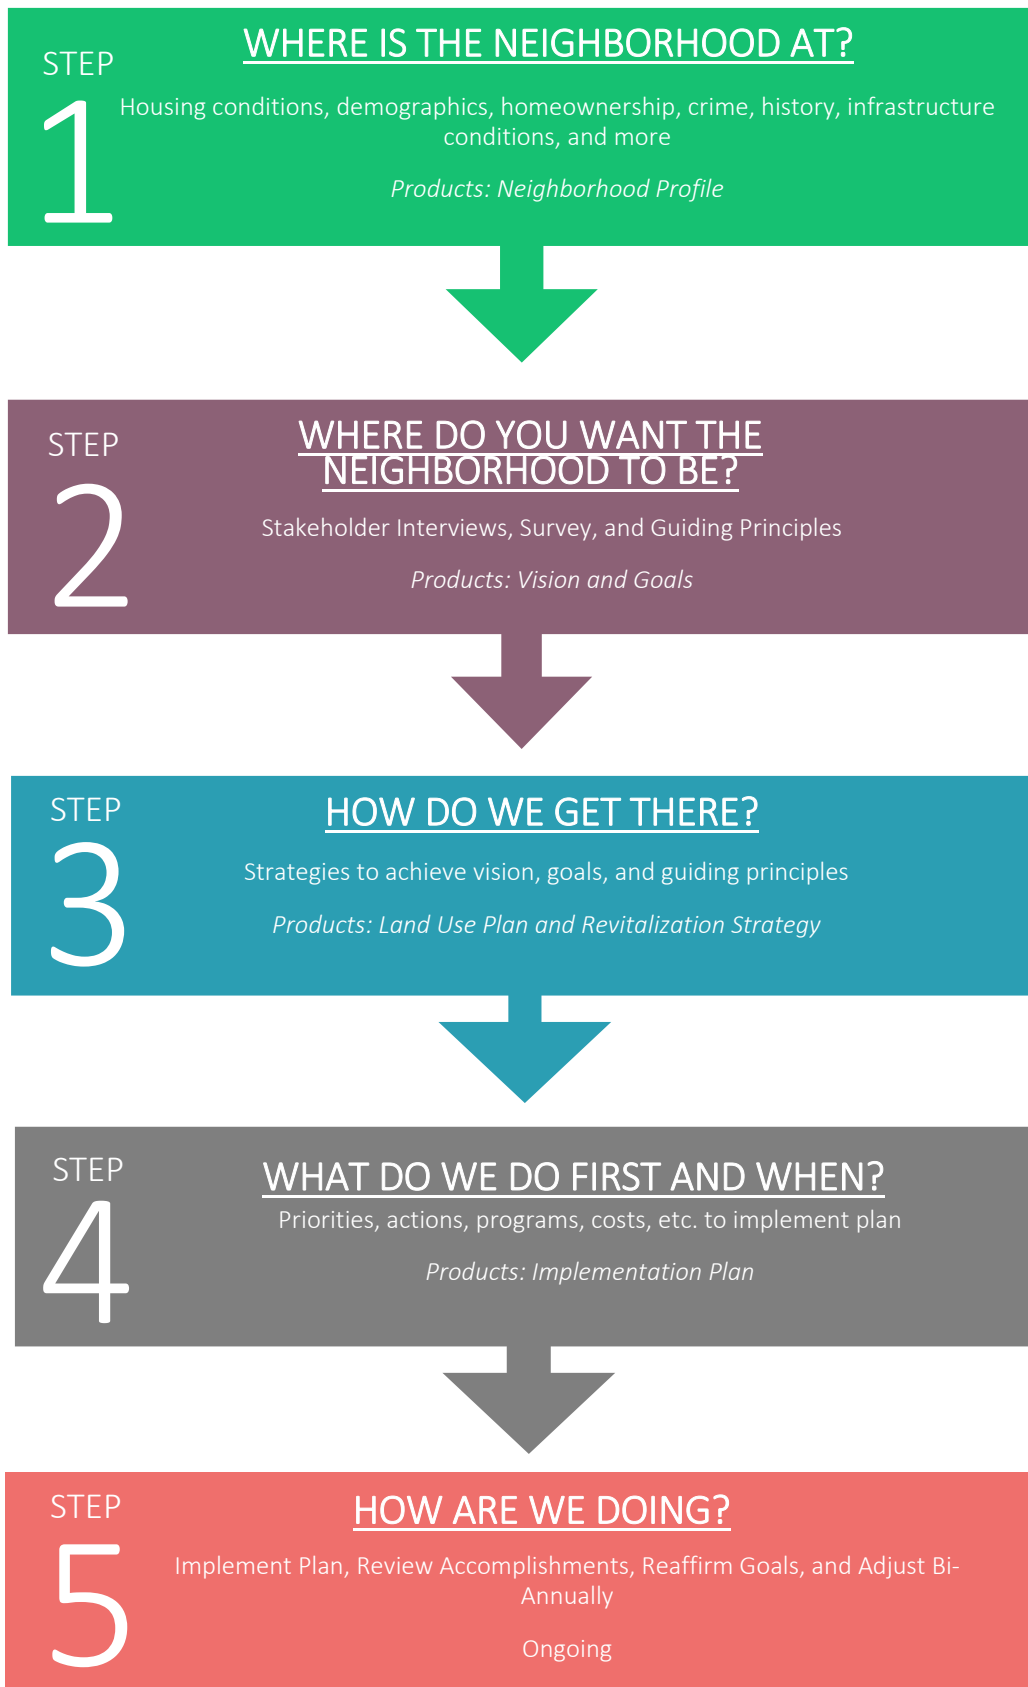 STEP
1
WHERE IS THE NEIGHBORHOOD AT?
Housing conditions, demographics, homeownership, crime, history, infrastructure
conditions, and more
Products: Neighborhood Profile
STEP
2
WHERE DO YOU WANT THE
NEIGHBORHOOD TO BE?
Stakeholder Interviews, Survey, and Guiding Principles
Products: Vision and Goals
STEP
3
HOW DO WE GET THERE?
Strategies to achieve vision, goals, and guiding principles
Products: Land Use Plan and Revitalization Strategy
STEP
4
WHAT DO WE DO FIRST AND WHEN?
Priorities, actions, programs, costs, etc. to implement plan
Products: Implementation Plan
STEP
5
HOW ARE WE DOING?
Implement Plan, Review Accomplishments, Reaffirm Goals, and Adjust Bi-
Annually
Ongoing